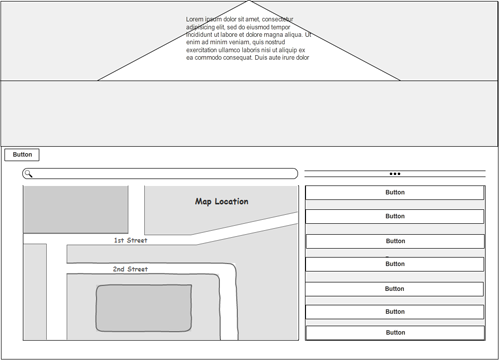 Lorem ipsum dolor sit amet, consectetur
adipisicing elit, sed do eiusmod tempor
incididunt ut labore et dolore magna aliqua. Ut
enim ad minim veniam, quis nostrud
exercitation ullamco laboris nisi ut aliquip ex
ea commodo consequat. Duis aute irure dolor
Button
Map Location
1st Street
2nd Street
Button
Button
Button
Button
Button
Button
Button